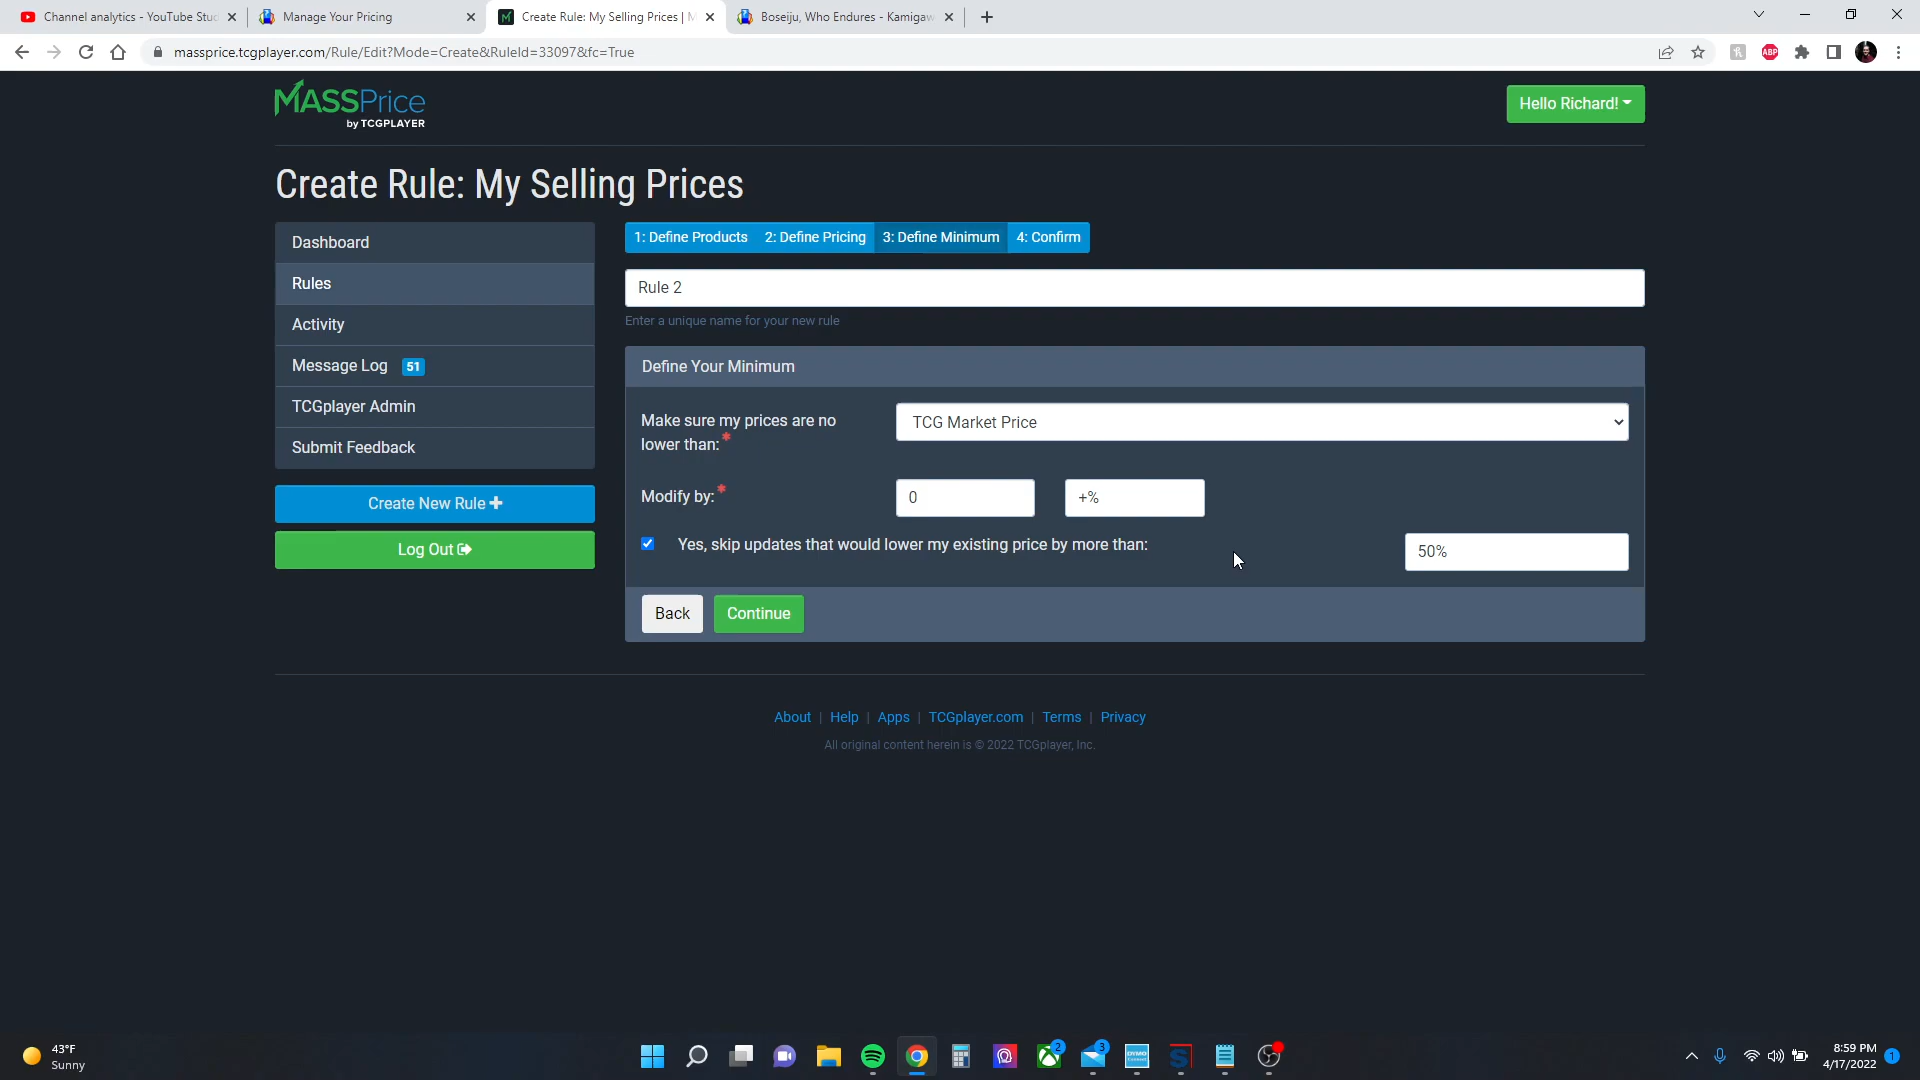 Channel analytics - YouTube Stu
Manage Your Pricing
Create Rule: My Selling Prices | M
Boseiju, Who Endures - Kamigaw
massprice.tcgplayer.com/Rule/Edit?Mode=Create&RuleId=33097&fc=True
ABP
MASSPrice
by TCGPLAYER
Hello Richard!
Create Rule: My Selling Prices
Dashboard
Rules
Activity
Message Log 51
TCGplayer Admin
Submit Feedback
Create New Rule
Log Out
1: Define Products 2: Define Pricing 3: Define Minimum 4: Confirm
Rule 2
Enter a unique name for your new rule
Define Your Minimum
Make sure my prices are no
lower than:*
TCG Market Price
Modify by:*
0
+%
Yes, skip updates that would lower my existing price by more than:
50%
Back
Continue
About | Help | Apps | TCGplayer.com | Terms | Privacy
All original content herein is © 2022 TCGplayer, Inc.
43°F
Sunny
2
3
DYMO
8:59 PM
4/17/2022
1